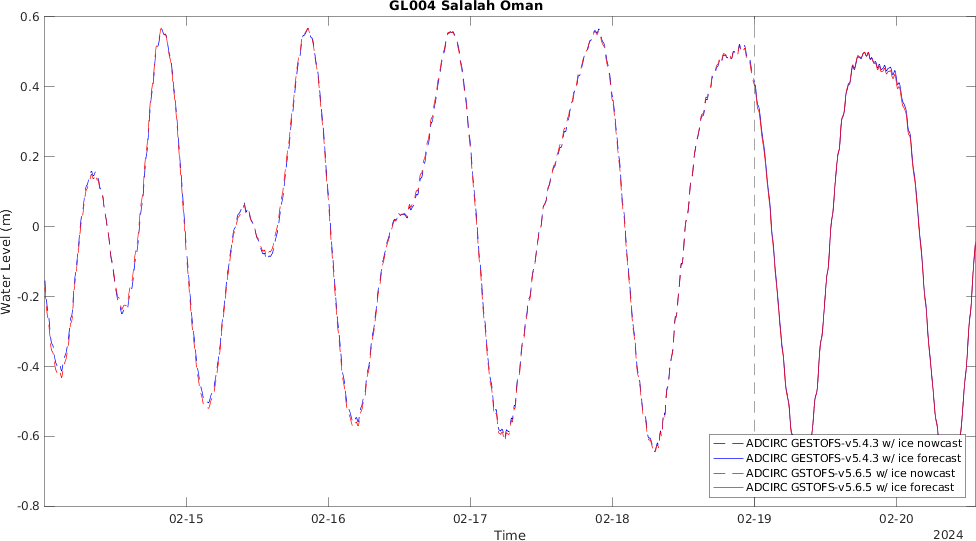 GL004 Salalah Oman
Water Level (m)
0.6
0.4
0.2
0
-0.2
-0.4
-0.6
-0.8
ADCIRC GESTOFS-v5.4.3 w/ ice nowcast
ADCIRC GESTOFS-v5.4.3 w/ ice forecast
ADCIRC GSTOFS-v5.6.5 w/ ice nowcast
ADCIRC GSTOFS-v5.6.5 w/ ice forecast
02-15 02-16 02-17 02-18 02-19 02-20
Time
2024